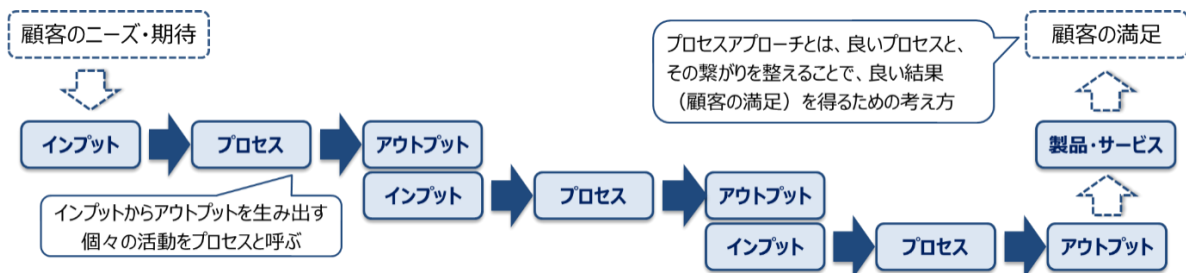 顧客のニーズ・期待
プロセスアプローチとは、良いプロセスと、
その繋がりを整えることで、良い結果
（顧客の満足）を得るための考え方
顧客の満足
インプット
プロセス
アウトプット
製品・サービス
インプットからアウトプットを生み出す
個々の活動をプロセスと呼ぶ
インプット
プロセス
アウトプット
インプット
プロセス
アウトプット